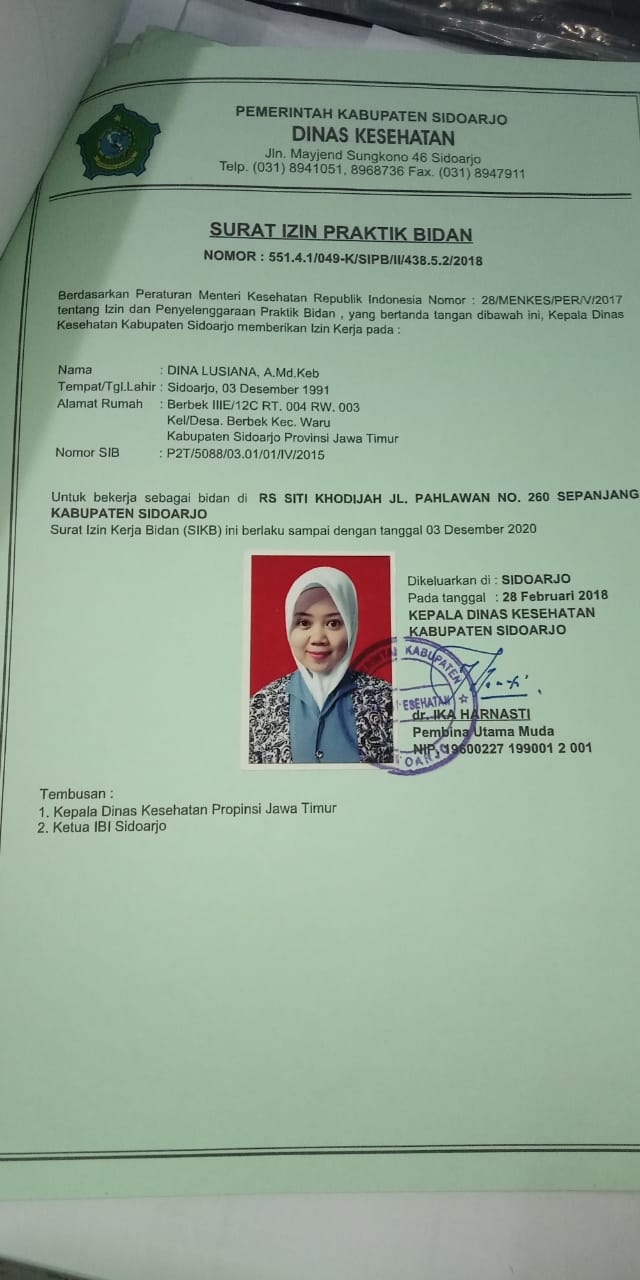 PEMERINTAH KABUPATEN SIDOARJO
DINAS KESEHATAN
Jln. Mayjend Sungkono 46 Sidoarjo
Telp. (031) 8941051, 8968736 Fax. (031) 8947911
SURAT IZIN PRAKTIK BIDAN
NOMOR : 551.4.1/049-K/SIPB/II/438.5.2/2018
Berdasarkan Peraturan Menteri Kesehatan Republik Indonesia Nomor : 28/MENKES/PER/V/2017
tentang Izin dan Penyelenggaraan Praktik Bidan , yang bertanda tangan dibawah ini, Kepala Dinas
Kesehatan Kabupaten Sidoarjo memberikan Izin Kerja pada :
Nama : DINA LUSIANA, A.Md.Keb
Tempat/Tgl.Lahir : Sidoarjo, 03 Desember 1991
Alamat Rumah : Berbek IIIE/12C RT. 004 RW. 003
Kel/Desa. Berbek Kec. Waru
Kabupaten Sidoarjo Provinsi Jawa Timur
Nomor SIB : P2T/5088/03.01/01/IV/2015
Untuk bekerja sebagai bidan di RS SITI KHODIJAH JL. PAHLAWAN NO. 260 SEPANJANG
KABUPATEN SIDOARJO
Surat Izin Kerja Bidan (SIKB) ini berlaku sampai dengan tanggal 03 Desember 2020
Dikeluarkan di : SIDOARJO
Pada tanggal : 28 Februari 2018
KEPALA DINAS KESEHATAN
KABUPATEN SIDOARJO
dr. IKA HARNASTI
Pembina Utama Muda
NIP. 19600227 199001 2 001
Tembusan :
1. Kepala Dinas Kesehatan Propinsi Jawa Timur
2. Ketua IBI Sidoarjo